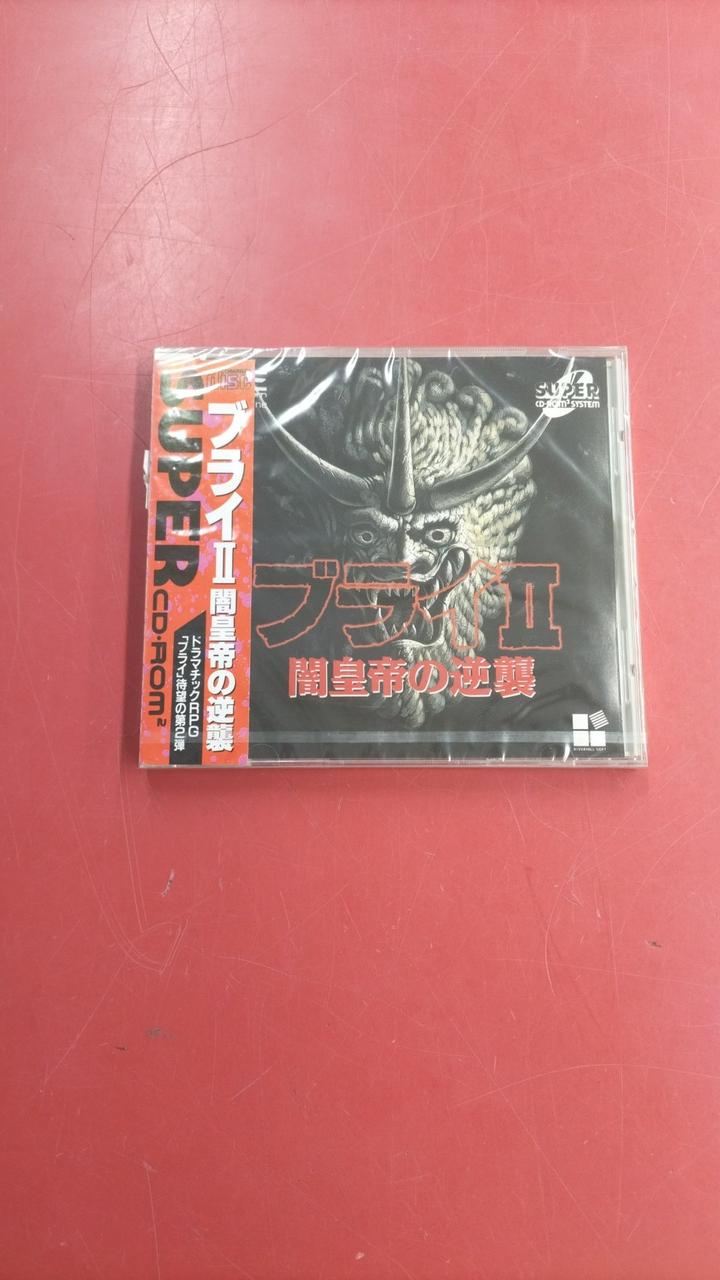 SUPER CD-ROM²
ブライII 闇皇帝の逆襲
ドラマチックRPG
「ブライ」待望の第2弾
SUPER
CD-ROM² SYSTEM
ブライII
闇皇帝の逆襲
RIVERHILL SOFT